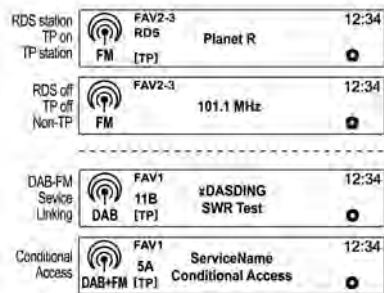 RDS station
TP on
TP station
FM
FAV2-3
RDS
[TP]
Planet R
12:34
RDS off
TP off
Non-TP
FM
FAV2-3
101.1 MHz
12:34
DAB-FM
Sevice
Linking
DAB
FAV1
11B
[TP]
¥DASDING
SWR Test
12:34
Conditional
Access
DAB+FM
FAV1
5A
[TP]
ServiceName
Conditional Access
12:34